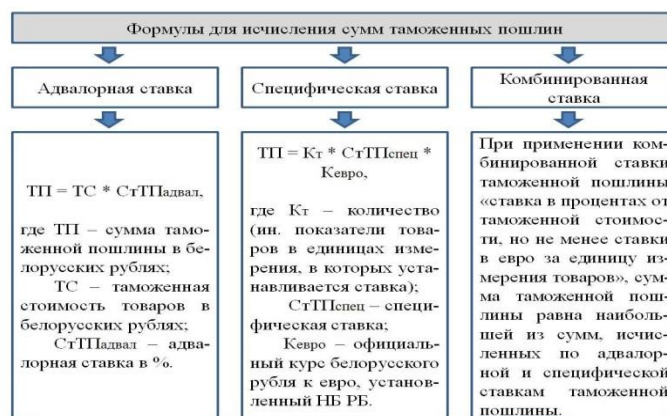 Формулы для исчисления сумм таможенных пошлин
Адвалорная ставка
ТП = ТС * СтТПадвал,
где ТП – сумма тамо-
женной пошлины в бе-
лорусских рублях;
ТС – таможенная
стоимость товаров в
белорусских рублях;
СтТПадвал – адва-
лорная ставка в %.
Специфическая ставка
ТП = Кт * СтТПспец *
Кевро,
где Кт – количество
(ин. показатели това-
ров в единицах измере-
рения, в которых уста-
навливается ставка);
СтТПспец – специ-
фическая ставка;
Кевро – официаль-
ный курс белорусского
рубля к евро, установ-
ленный НБ РБ.
Комбинированная
ставка
При применении ком-
бинированной ставки
таможенной пошлины
«ставка в процентах от
таможенной стоимос-
ти, но не менее ставки
в евро за единицу из-
мерения товаров», сум-
ма таможенной пош-
лины равна наиболь-
шей из сумм, исчис-
ленных по адвалор-
ной и специфической
ставкам таможенной
пошлины.